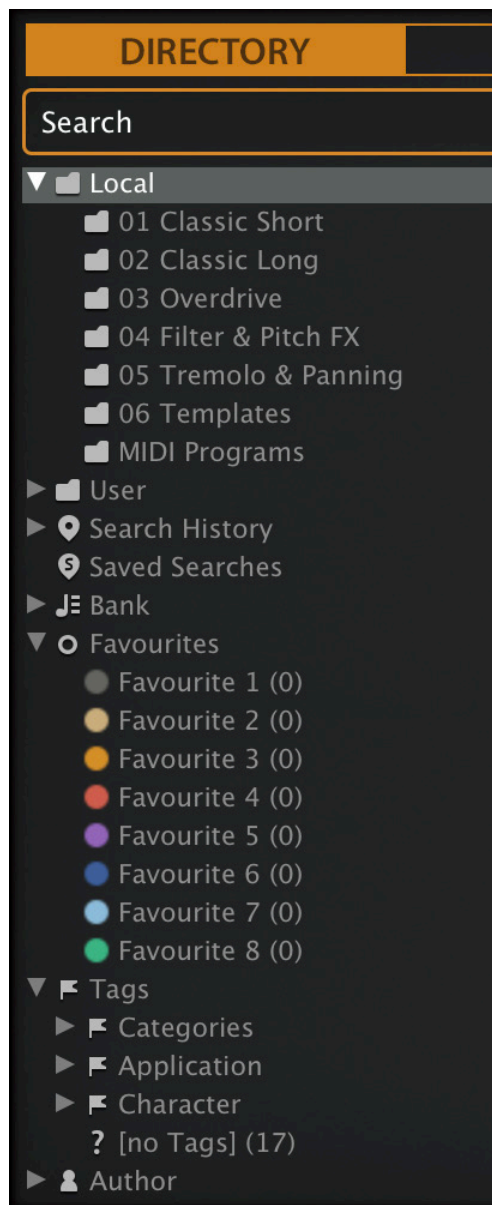 DIRECTORY
Search
Local
01 Classic Short
02 Classic Long
03 Overdrive
04 Filter & Pitch FX
05 Tremolo & Panning
06 Templates
MIDI Programs
User
Search History
S Saved Searches
Bank
Favourites
Favourite 1 (0)
Favourite 2 (0)
Favourite 3 (0)
Favourite 4 (0)
Favourite 5 (0)
Favourite 6 (0)
Favourite 7 (0)
Favourite 8 (0)
Tags
Categories
Application
Character
? [no Tags] (17)
Author